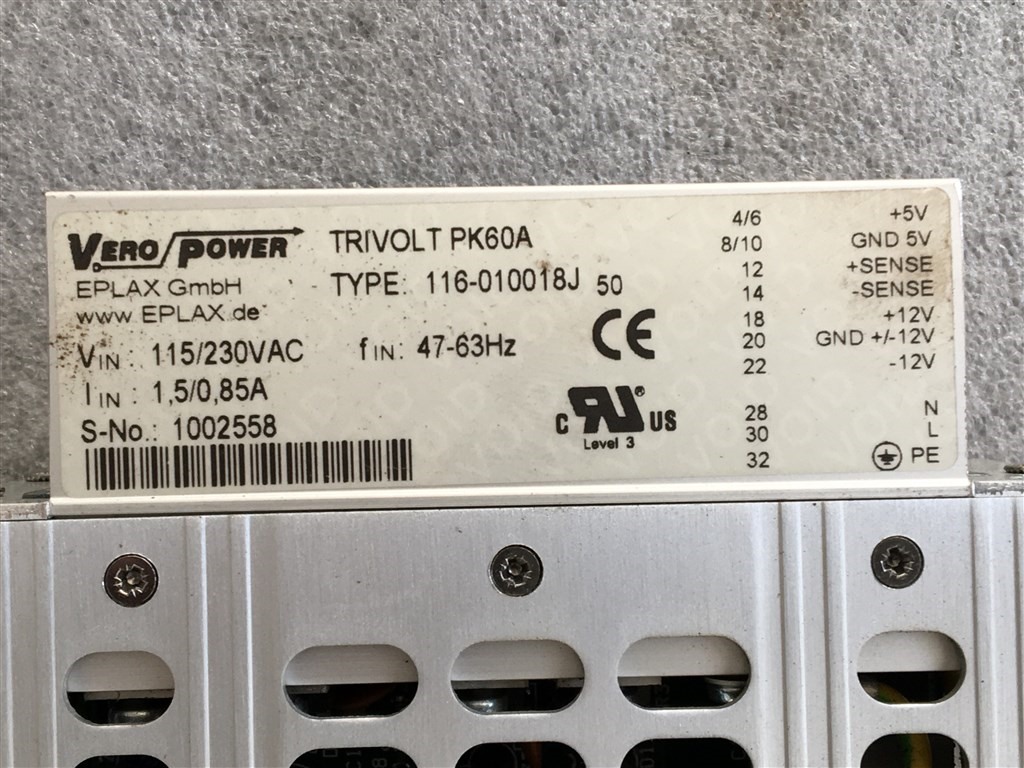 VERO POWER
EPLAX GmbH
www.EPLAX.de
TRIVOLT PK60A
TYPE: 116-010018J 50
VIN : 115/230VAC fIN: 47-63Hz
IIN : 1,5/0,85A
S-No.: 1002558
CE
C RU® US
Level 3
4/6 +5V
8/10 GND 5V
12 +SENSE
14 -SENSE
18 +12V
20 GND +/-12V
22 -12V
28 N
30 L
32 PE